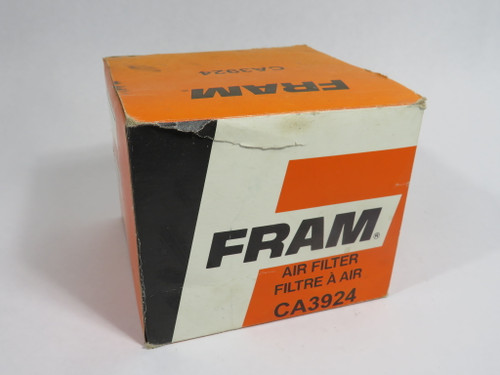 CA3924
FRAM
FRAM®
AIR FILTER
FILTRE À AIR
CA3924